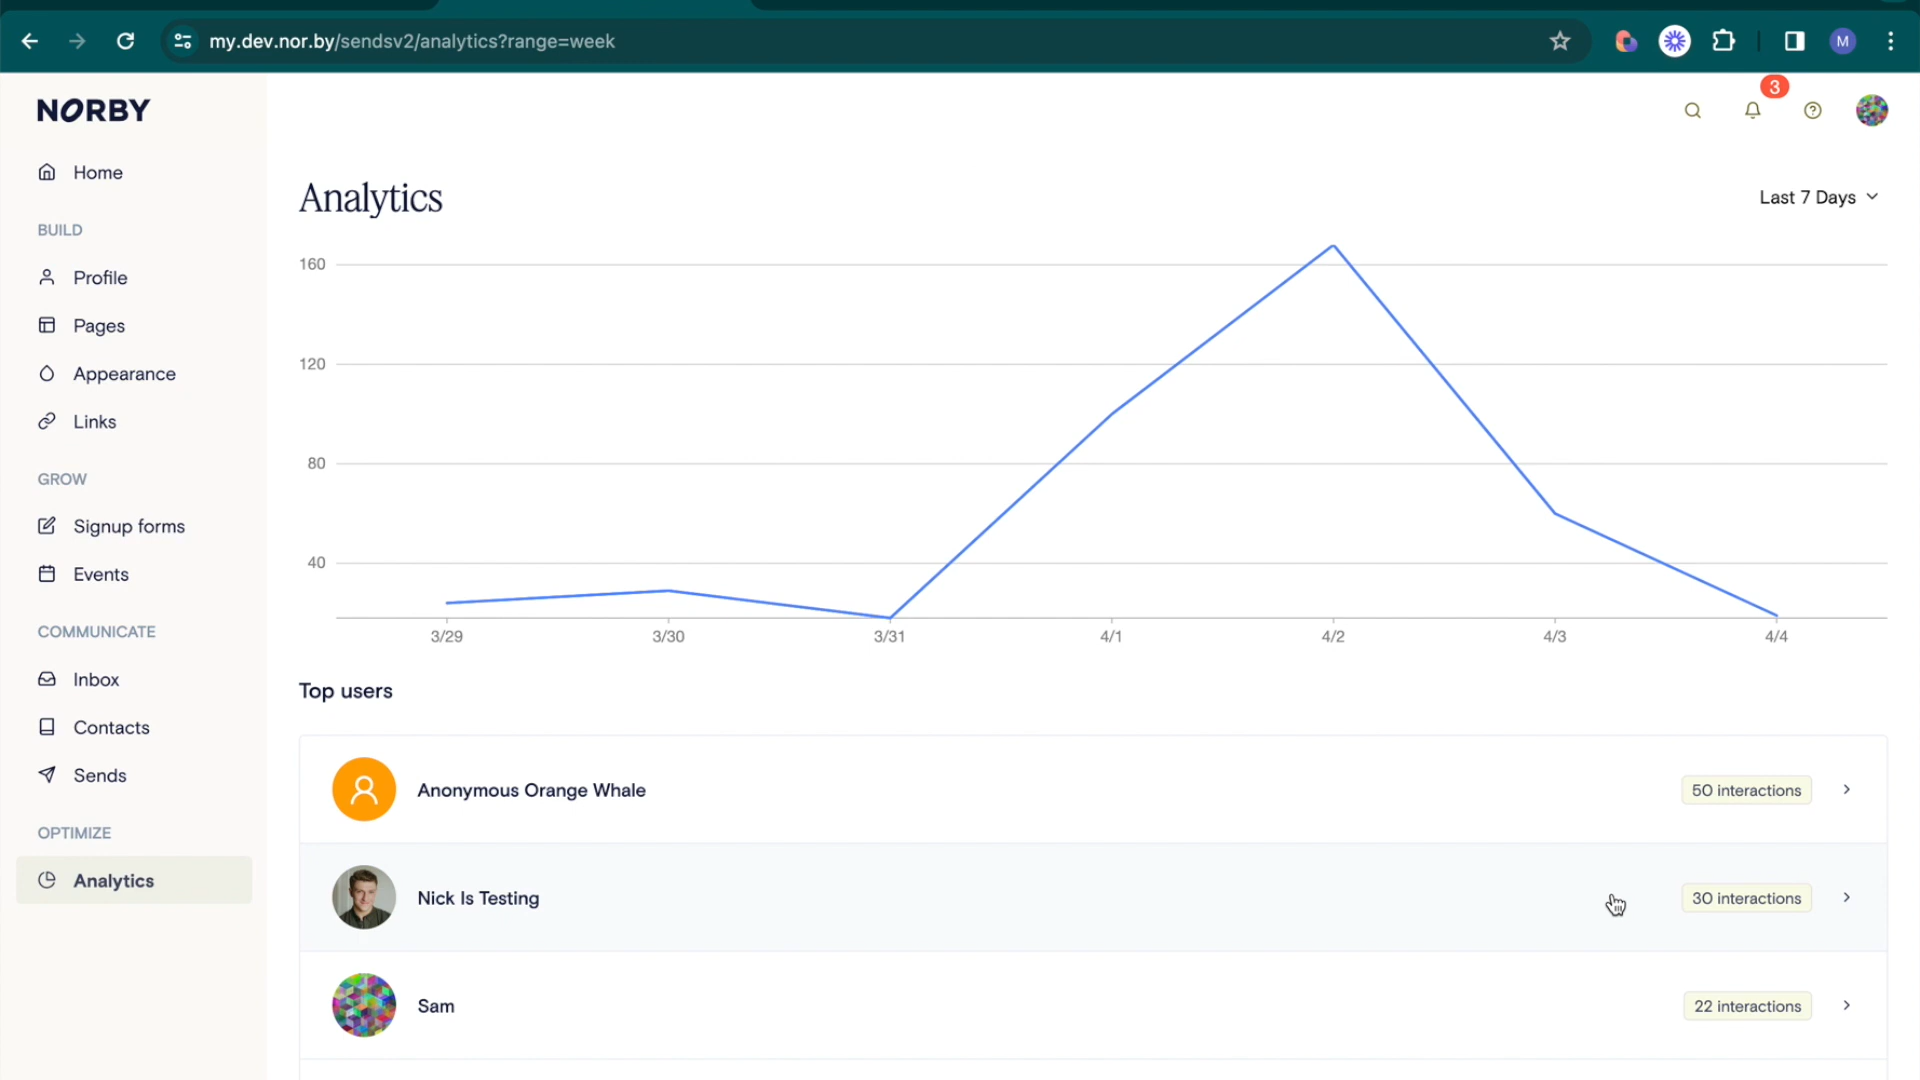 my.dev.nor.by/sendsv2/analytics?range=week
M
NORBY
3
Home
Analytics
Last 7 Days
BUILD
Profile
Pages
Appearance
Links
GROW
Signup forms
Events
COMMUNICATE
Inbox
Contacts
Sends
OPTIMIZE
Analytics
160
120
80
40
3/29 3/30 3/31 4/1 4/2 4/3 4/4
Top users
Anonymous Orange Whale 50 interactions
Nick Is Testing 30 interactions
Sam 22 interactions